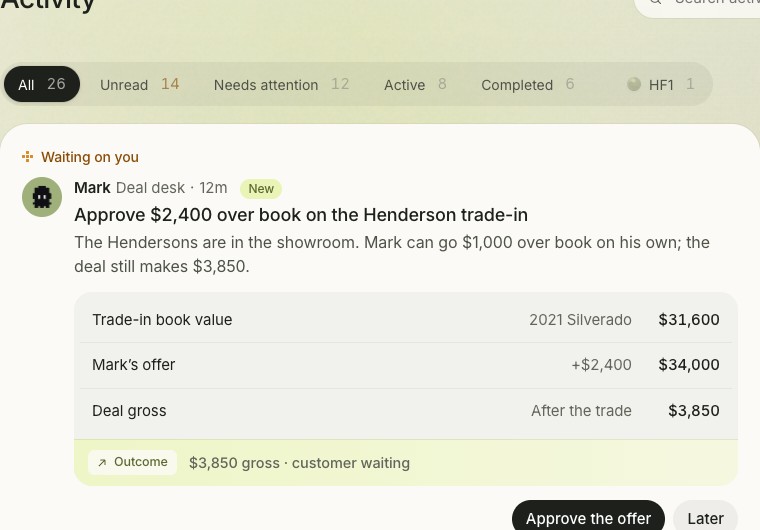 Activity
Search activ
All 26 Unread 14 Needs attention 12 Active 8 Completed 6 HF1 1
Waiting on you
Mark Deal desk · 12m New
Approve $2,400 over book on the Henderson trade-in
The Hendersons are in the showroom. Mark can go $1,000 over book on his own; the
deal still makes $3,850.
Trade-in book value 2021 Silverado $31,600
Mark’s offer +$2,400 $34,000
Deal gross After the trade $3,850
Outcome $3,850 gross · customer waiting
Approve the offer Later